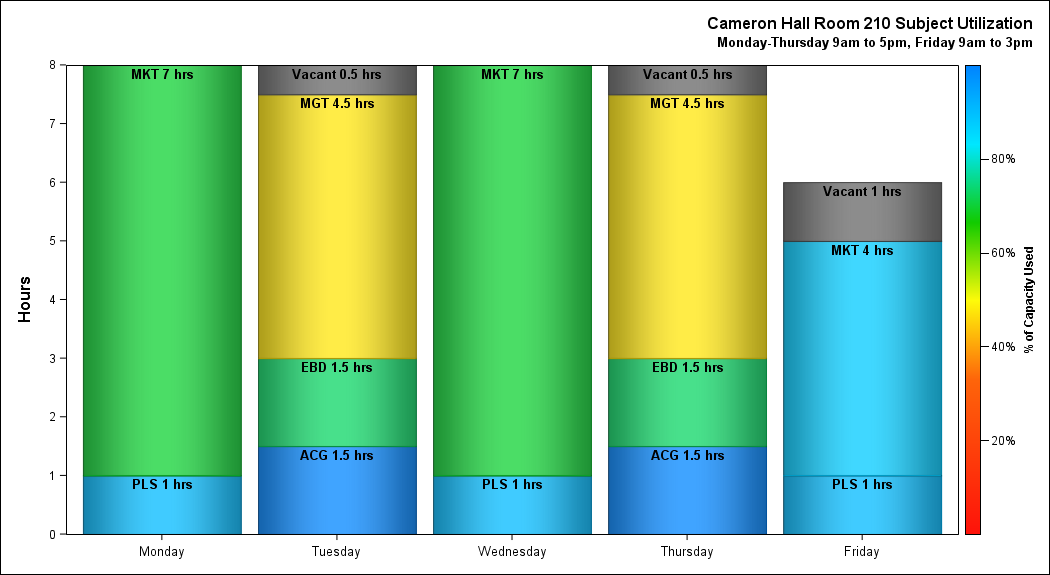 Cameron Hall Room 210 Subject Utilization
Monday-Thursday 9am to 5pm, Friday 9am to 3pm
8
7
6
5
4
3
2
1
0
Hours
MKT 7 hrs
PLS 1 hrs
Vacant 0.5 hrs
MGT 4.5 hrs
EBD 1.5 hrs
ACG 1.5 hrs
MKT 7 hrs
PLS 1 hrs
Vacant 0.5 hrs
MGT 4.5 hrs
EBD 1.5 hrs
ACG 1.5 hrs
Vacant 1 hrs
MKT 4 hrs
PLS 1 hrs
Monday
Tuesday
Wednesday
Thursday
Friday
80%
60%
40%
20%
% of Capacity Used